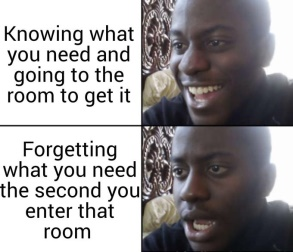 Knowing what
you need and
going to the
room to get it
Forgetting
what you need
the second you
enter that
room